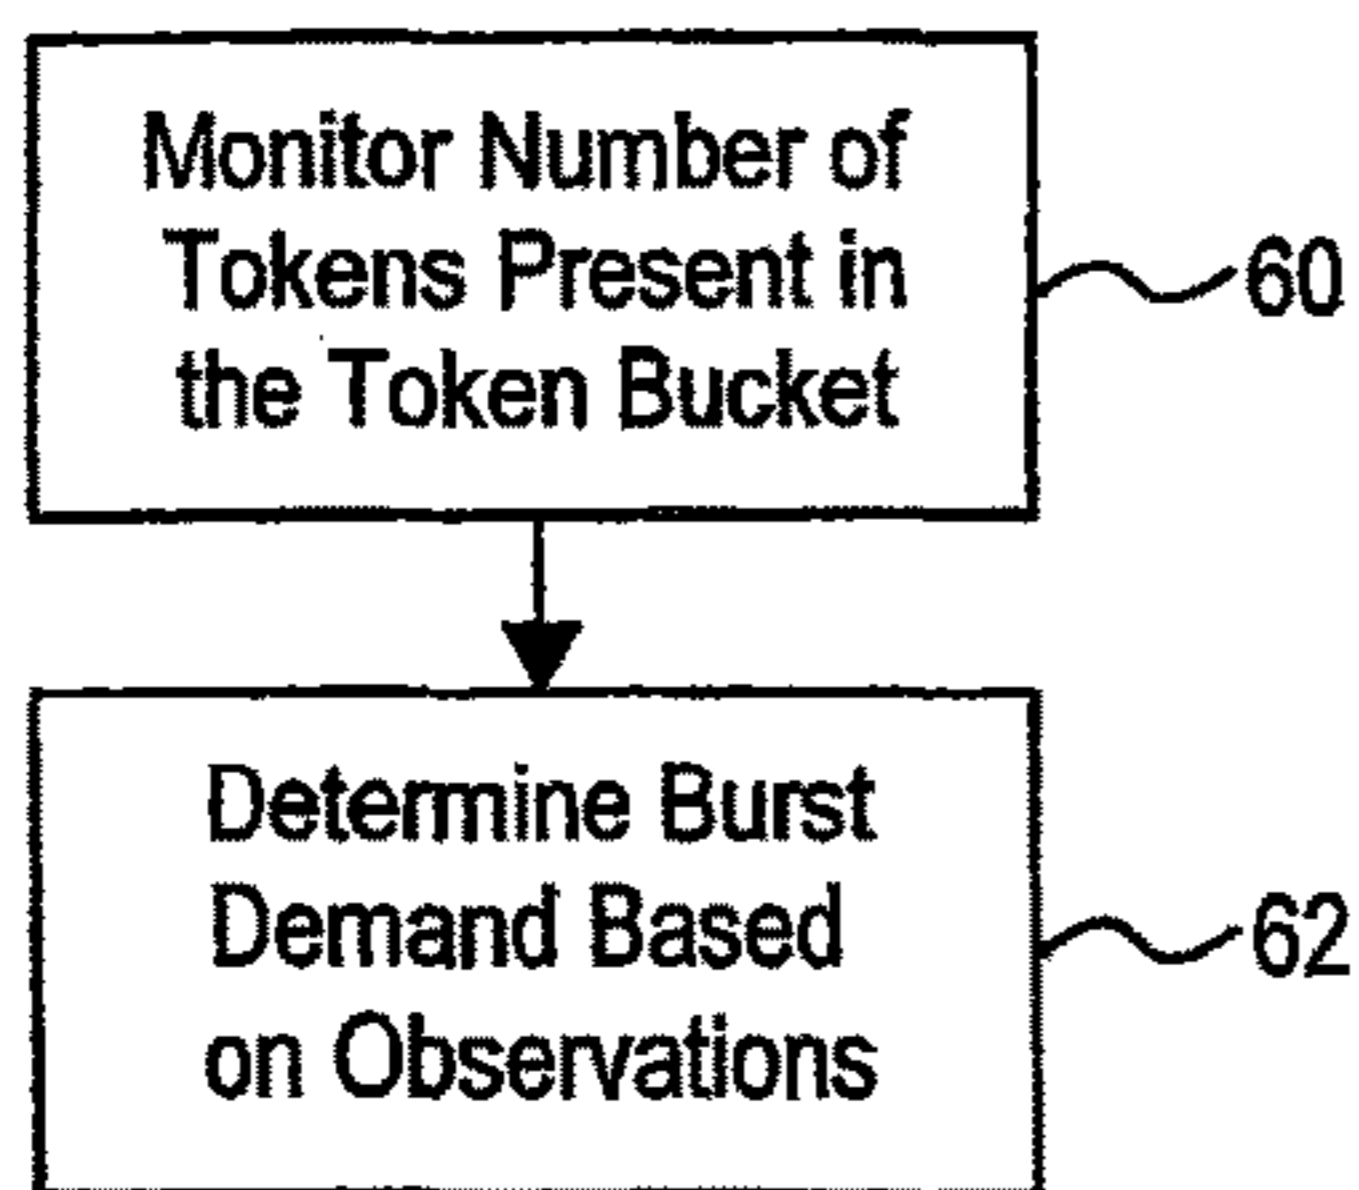 Monitor Number of
Tokens Present in
the Token Bucket
60
Determine Burst
Demand Based
on Observations
62